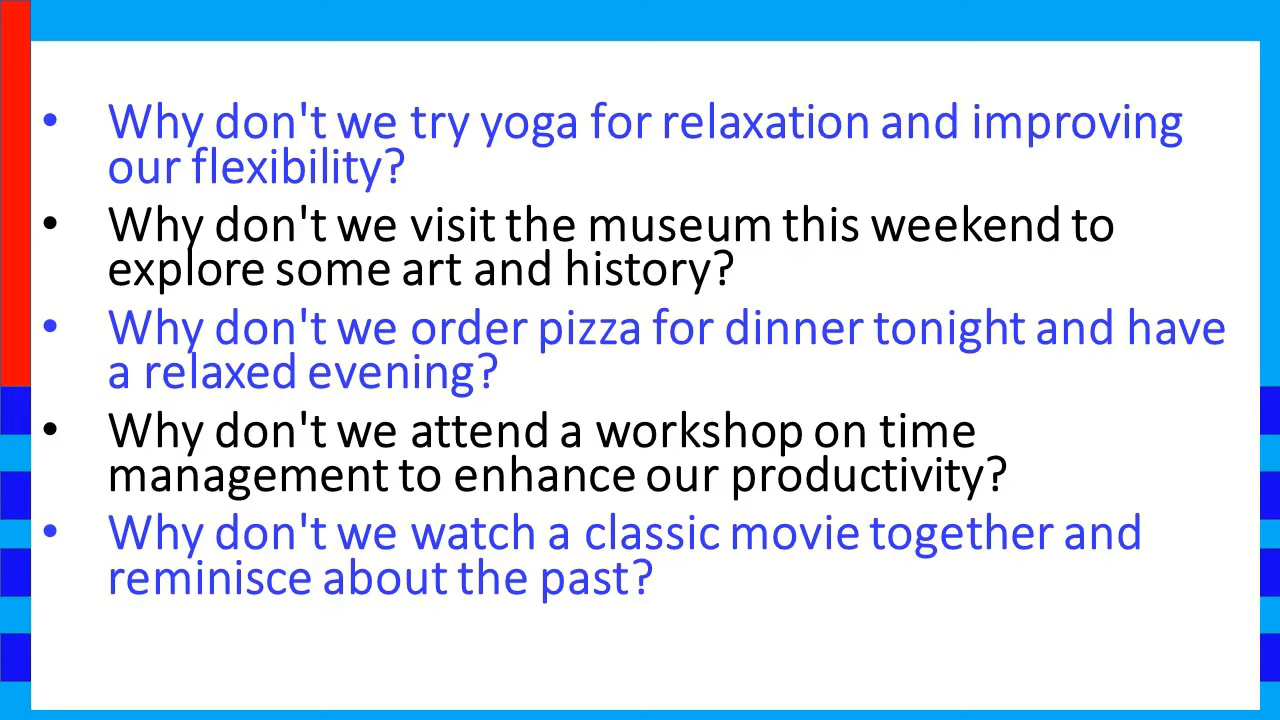 • Why don't we try yoga for relaxation and improving
our flexibility?
• Why don't we visit the museum this weekend to
explore some art and history?
• Why don't we order pizza for dinner tonight and have
a relaxed evening?
• Why don't we attend a workshop on time
management to enhance our productivity?
• Why don't we watch a classic movie together and
reminisce about the past?